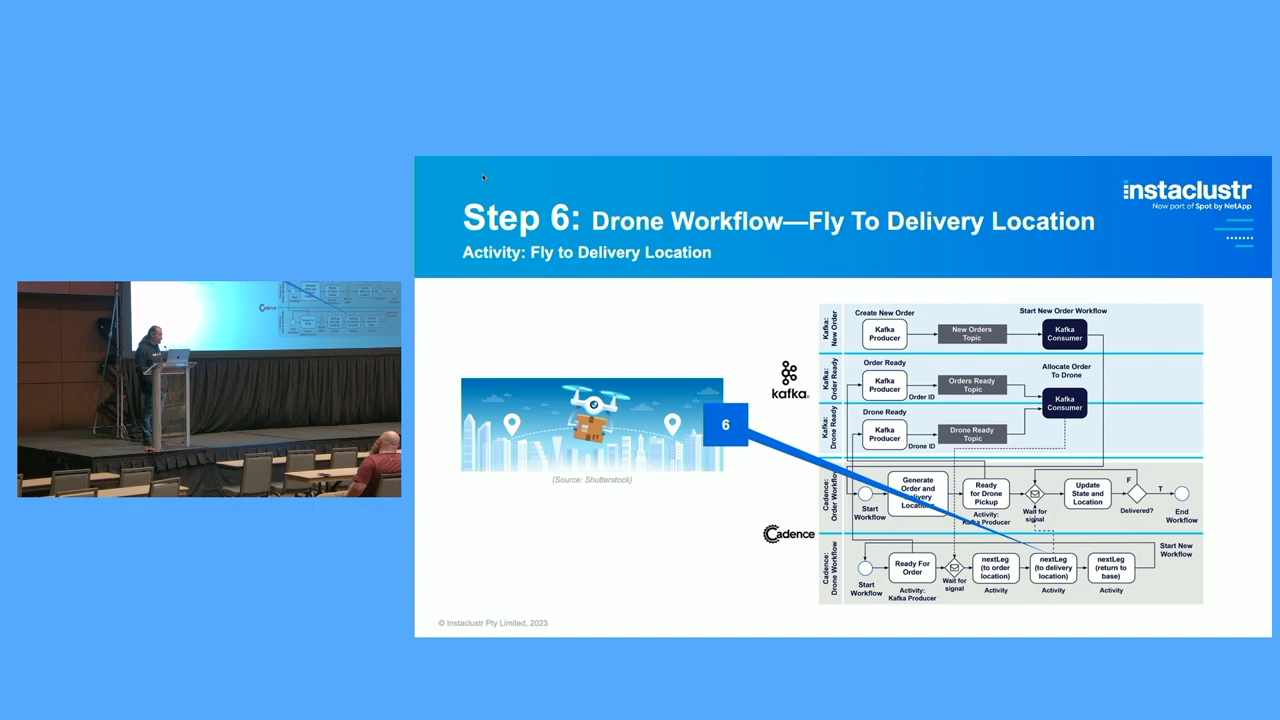 Step 6: Drone Workflow—Fly To Delivery Location
Activity: Fly to Delivery Location
instaclustr
Now part of Spot by NetApp
6
(Source: Shutterstock)
kafka
Cadence
Kafka:
New Order
Create New Order
Kafka
Producer
New Orders
Topic
Start New Order Workflow
Kafka
Consumer
Kafka:
Order Ready
Order Ready
Kafka
Producer
Order ID
Orders Ready
Topic
Allocate Order
To Drone
Kafka
Consumer
Kafka:
Drone Ready
Drone Ready
Kafka
Producer
Drone ID
Drone Ready
Topic
Cadence:
Order Workflow
Start
Workflow
Generate
Order and
Delivery
Locations
Ready
for Drone
Pickup
Activity:
Kafka Producer
Wait for
signal
Update
State and
Location
F
T
Delivered?
End
Workflow
Cadence:
Drone Workflow
Start
Workflow
Ready For
Order
Activity:
Kafka Producer
Wait for
signal
nextLeg
(to order
location)
Activity
nextLeg
(to delivery
location)
Activity
nextLeg
(return to
base)
Activity
Start New
Workflow
© Instaclustr Pty Limited, 2023